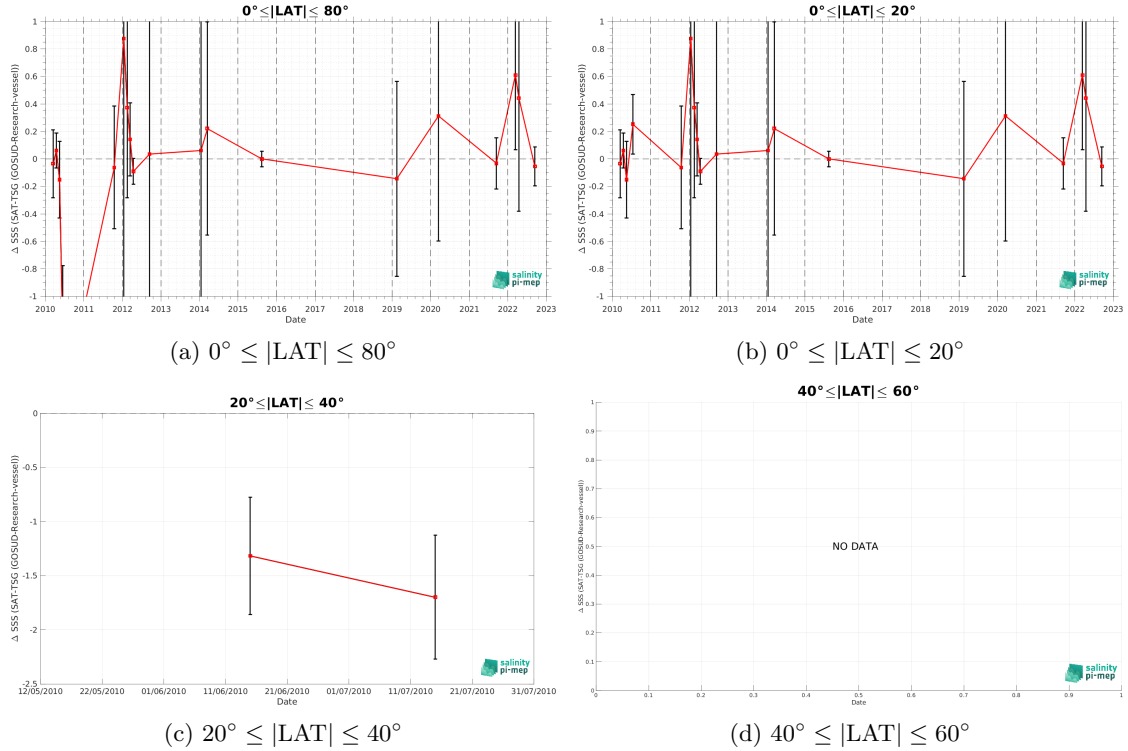 0°≤|LAT|≤ 80°
Δ SSS (SAT-TSG (GOSUD-Research-vessel))
1
0.8
0.6
0.4
0.2
0
-0.2
-0.4
-0.6
-0.8
-1
2010 2011 2012 2013 2014 2015 2016 2017 2018 2019 2020 2021 2022 2023
Date
salinity
pi-mep
(a) 0° ≤ |LAT| ≤ 80°
0°≤|LAT|≤ 20°
Δ SSS (SAT-TSG (GOSUD-Research-vessel))
1
0.8
0.6
0.4
0.2
0
-0.2
-0.4
-0.6
-0.8
-1
2010 2011 2012 2013 2014 2015 2016 2017 2018 2019 2020 2021 2022 2023
Date
salinity
pi-mep
(b) 0° ≤ |LAT| ≤ 20°
20°≤|LAT|≤ 40°
Δ SSS (SAT-TSG (GOSUD-Research-vessel))
0
-0.5
-1
-1.5
-2
-2.5
12/05/2010 22/05/2010 01/06/2010 11/06/2010 21/06/2010 01/07/2010 11/07/2010 21/07/2010 31/07/2010
Date
salinity
pi-mep
(c) 20° ≤ |LAT| ≤ 40°
40°≤|LAT|≤ 60°
Δ SSS (SAT-TSG (GOSUD-Research-vessel))
1
0.9
0.8
0.7
0.6
0.5
0.4
0.3
0.2
0.1
0
NO DATA
0 0.1 0.2 0.3 0.4 0.5 0.6 0.7 0.8 0.9 1
Date
salinity
pi-mep
(d) 40° ≤ |LAT| ≤ 60°